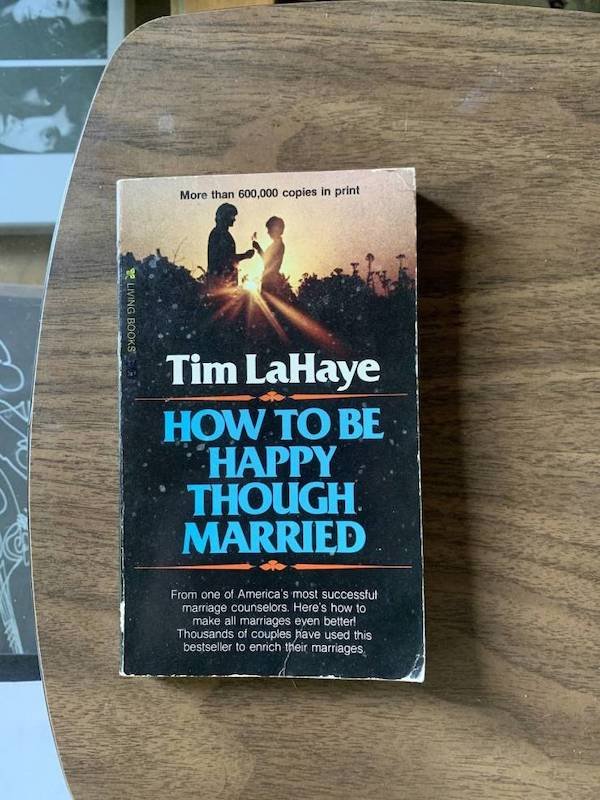 More than 600,000 copies in print
LIVING BOOKS
Tim LaHaye
HOW TO BE
HAPPY
THOUGH
MARRIED
From one of America's most successful
marriage counselors. Here's how to
make all marriages even better!
Thousands of couples have used this
bestseller to enrich their marriages.